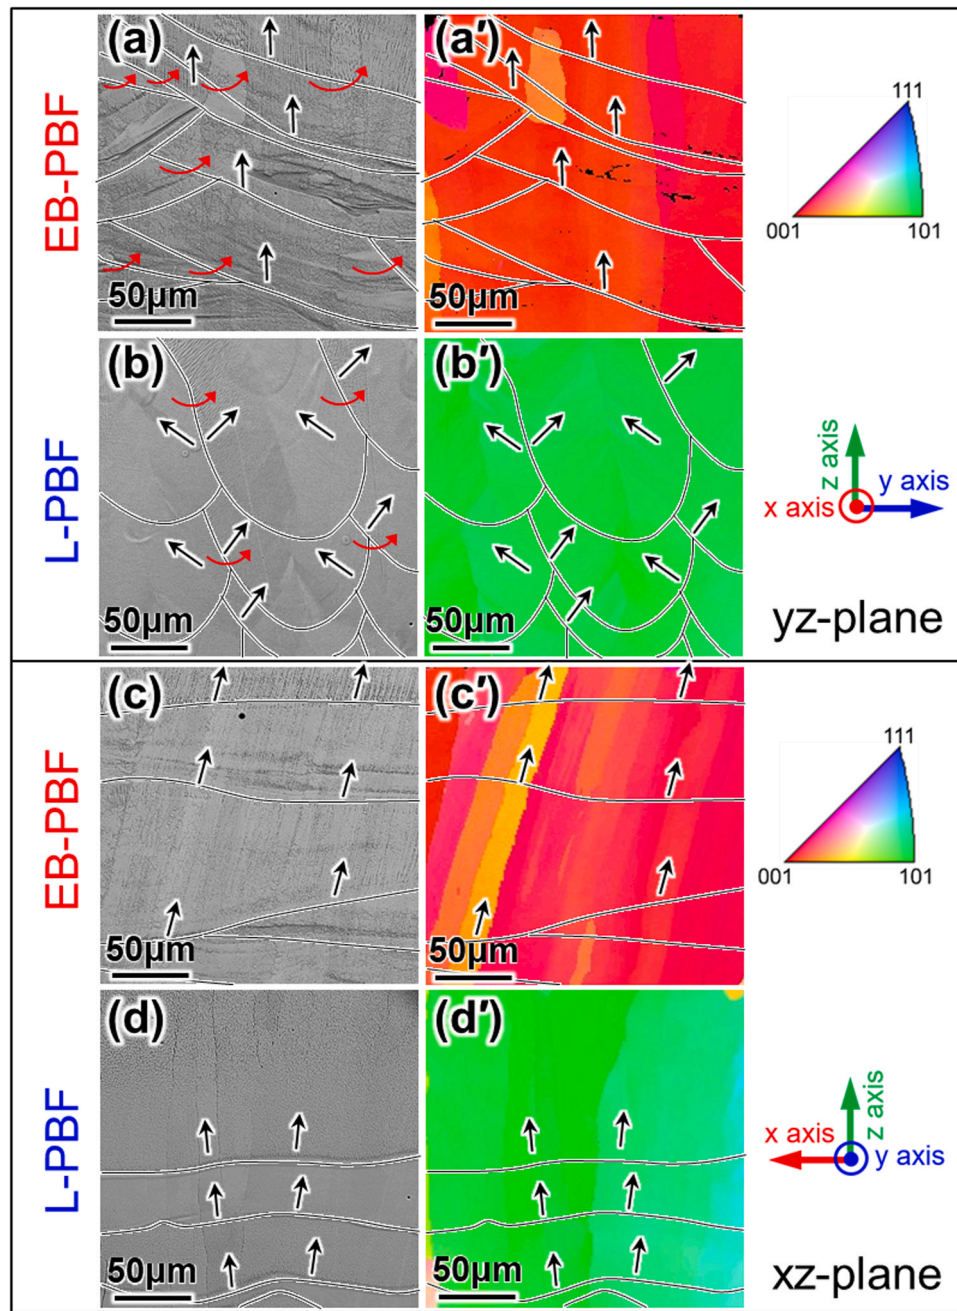 EB-PBF
(a)
50μm
(a′)
50μm
111
001
101
L-PBF
(b)
50μm
(b′)
50μm
z axis
y axis
x axis
yz-plane
EB-PBF
(c)
50μm
(c′)
50μm
111
001
101
L-PBF
(d)
50μm
(d′)
50μm
z axis
x axis
y axis
xz-plane